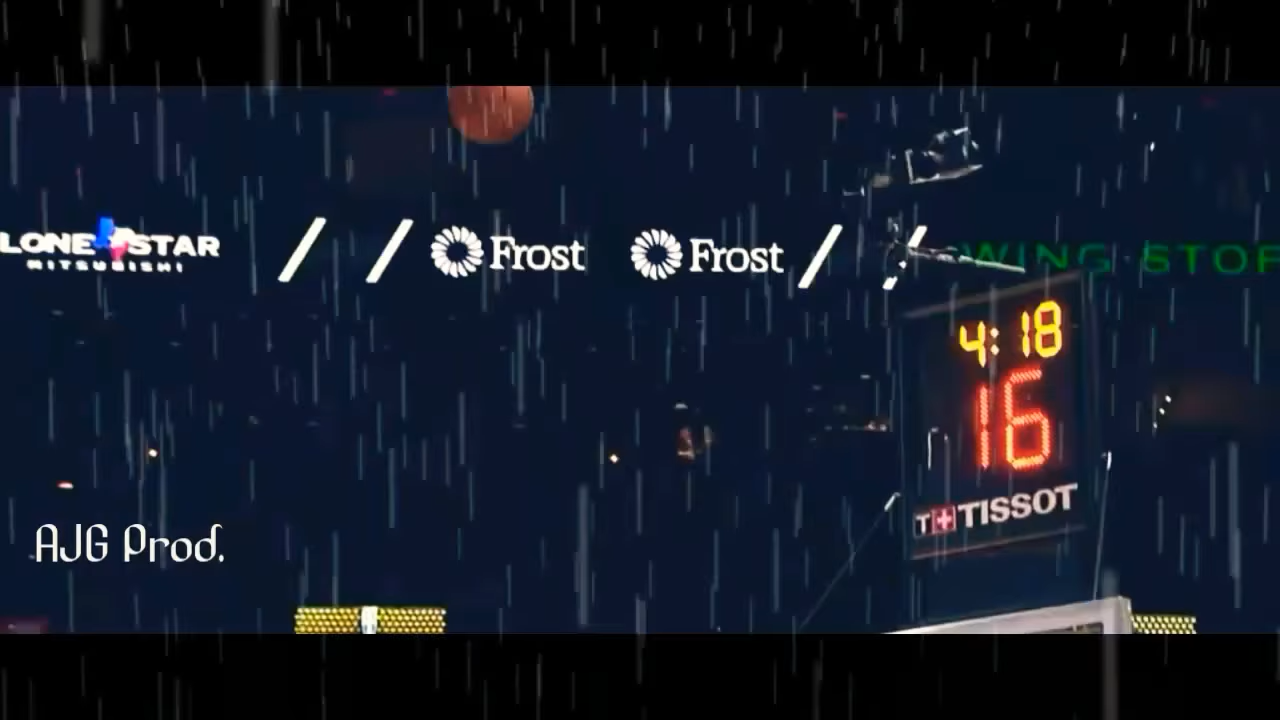 LONE STAR
MITSUBISHI
Frost
Frost
WING STOP
4:18
16
T+ TISSOT
AJG Prod.